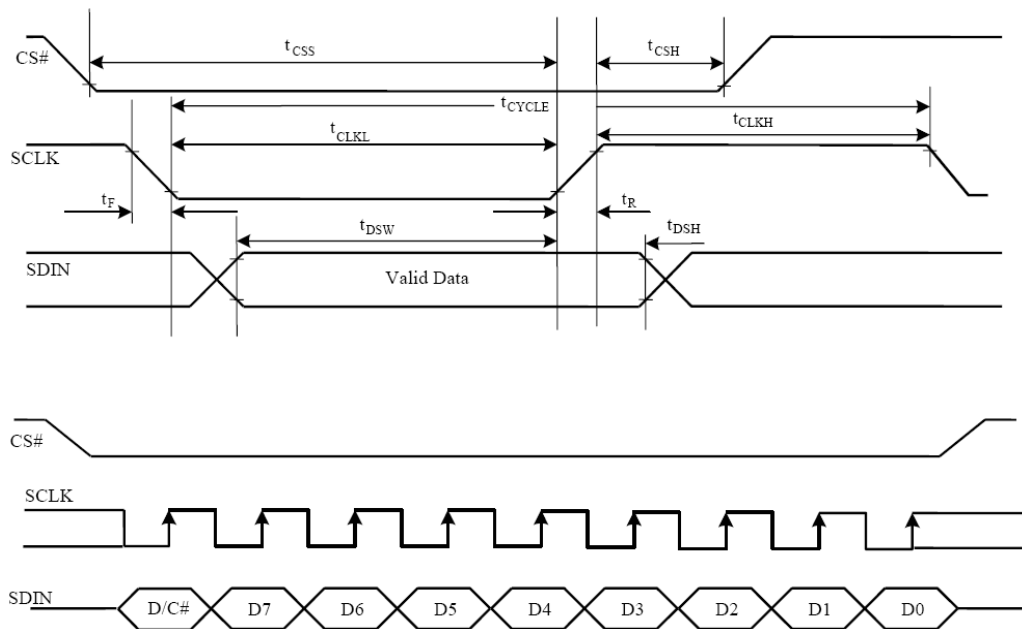 CS#
tCSS
tCSH
tCYCLE
tCLKL
tCLKH
SCLK
tF
tR
tDSW
tDSH
SDIN
Valid Data
CS#
SCLK
SDIN
D/C# D7 D6 D5 D4 D3 D2 D1 D0